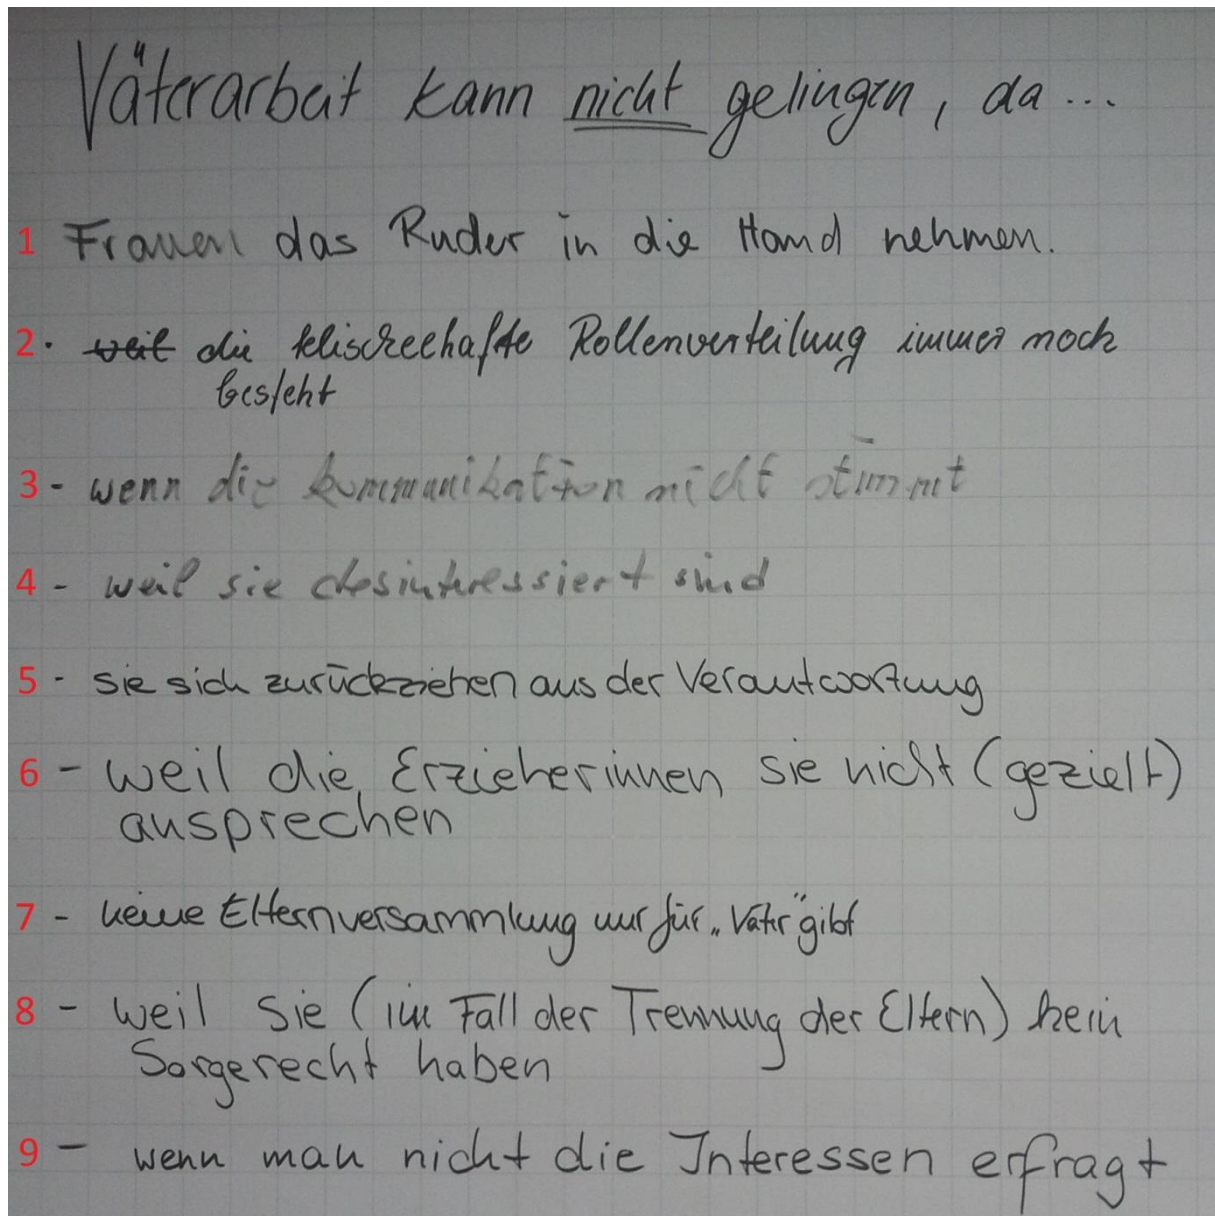 Väterarbeit kann nicht gelingen, da...
1 Frauen das Ruder in die Hand nehmen.
2. weil die klischeehafte Rollenverteilung immer noch
besteht
3 - wenn die kommunikation nicht stimmt
4 - weil sie desinteressiert sind
5 - sie sich zurückziehen aus der Verantwortung
6 - weil die Erzieherinnen sie nicht (gezielt)
ansprechen
7 - keine Elternversammlung nur für „Väter" gibt
8 - weil sie (im Fall der Trennung der Eltern) kein
Sorgerecht haben
9 - wenn man nicht die Interessen erfragt